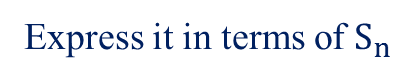 Express it in terms of Sₙ